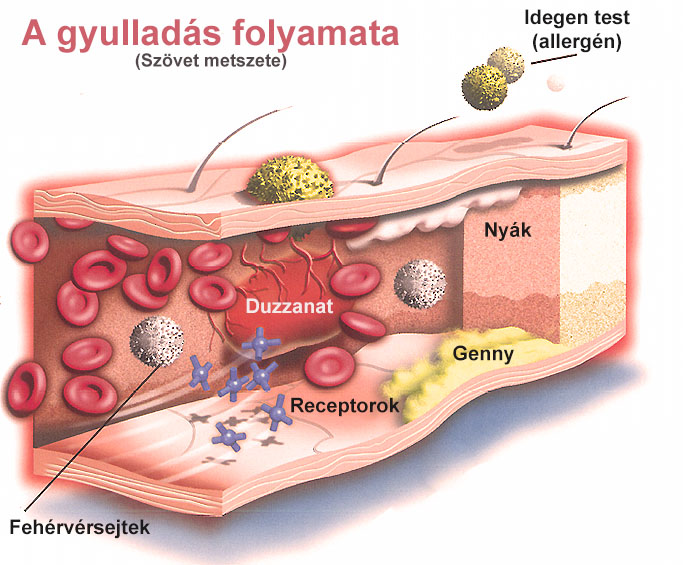 A gyulladás folyamata
(Szövet metszete)
Idegen test
(allergén)
Nyák
Duzzanat
Genny
Receptorok
Fehérvérsejtek